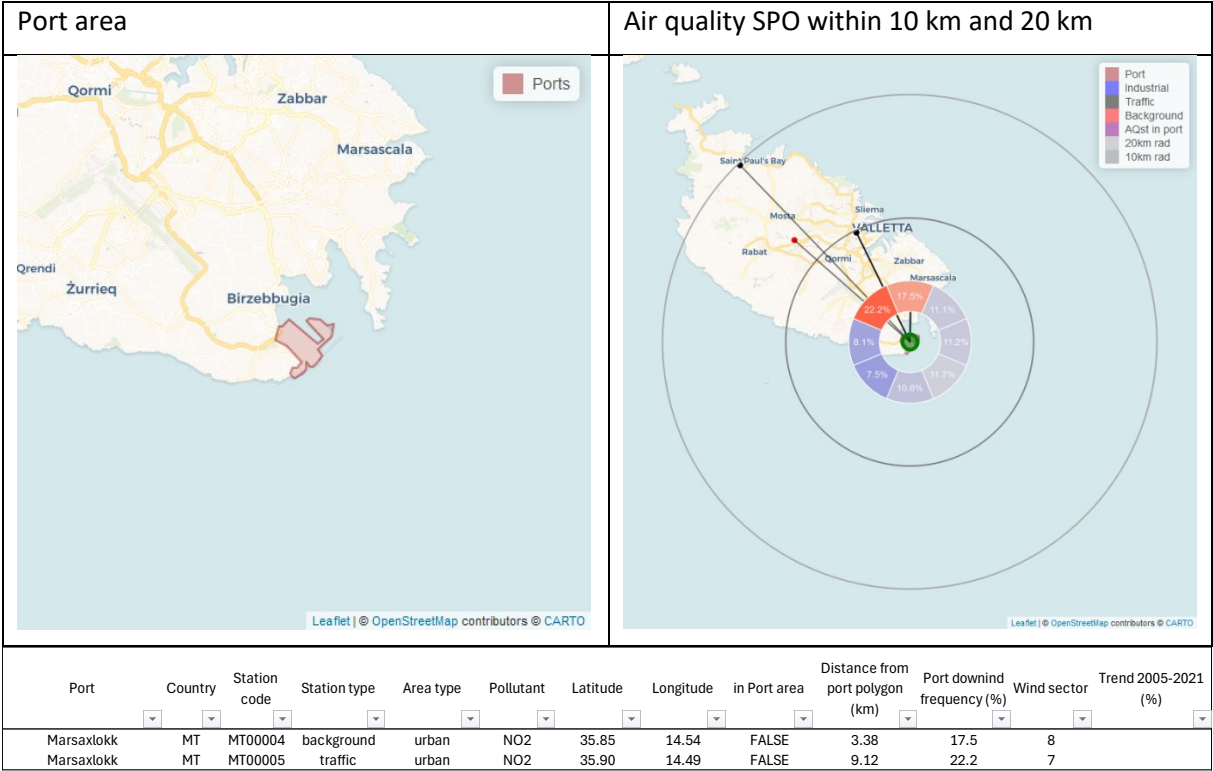 Port area
Air quality SPO within 10 km and 20 km
Qormi
Zabbar
Marsascala
Qrendi
Żurrieq
Birzebbugia
Ports
Leaflet | © OpenStreetMap contributors © CARTO
Port
Industrial
Traffic
Background
AQst in port
20km rad
10km rad
Saint Paul's Bay
Mosta
Sliema
VALLETTA
Rabat
Qormi
Zabbar
Marsascala
22.2%
17.5%
11.1%
8.1%
11.2%
7.5%
11.7%
10.6%
Leaflet | © OpenStreetMap contributors © CARTO
Port Country Station code Station type Area type Pollutant Latitude Longitude in Port area Distance from port polygon (km) Port downind frequency (%) Wind sector Trend 2005-2021 (%)
Marsaxlokk MT MT00004 background urban NO2 35.85 14.54 FALSE 3.38 17.5 8
Marsaxlokk MT MT00005 traffic urban NO2 35.90 14.49 FALSE 9.12 22.2 7